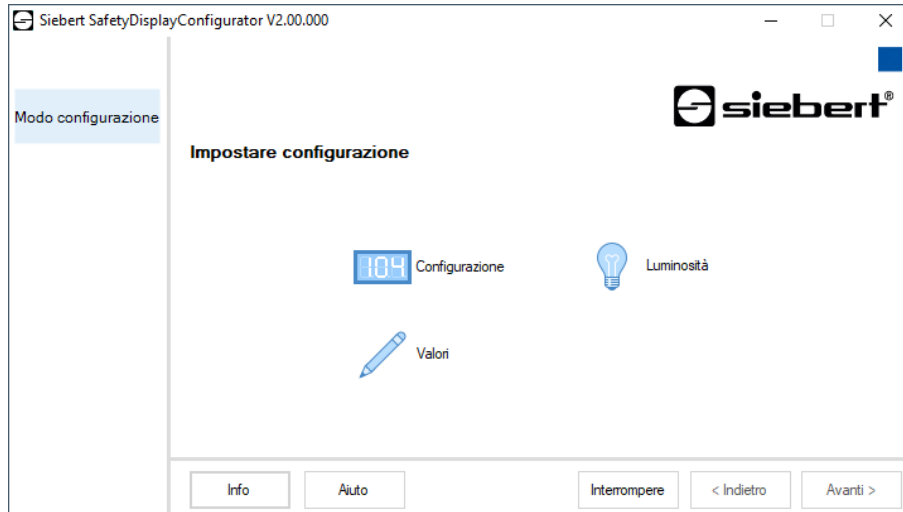 Siebert SafetyDisplayConfigurator V2.00.000
siebert®
Modo configurazione
Impostare configurazione
104 Configurazione
Luminosità
Valori
Info
Aiuto
Interrompere
< Indietro
Avanti >